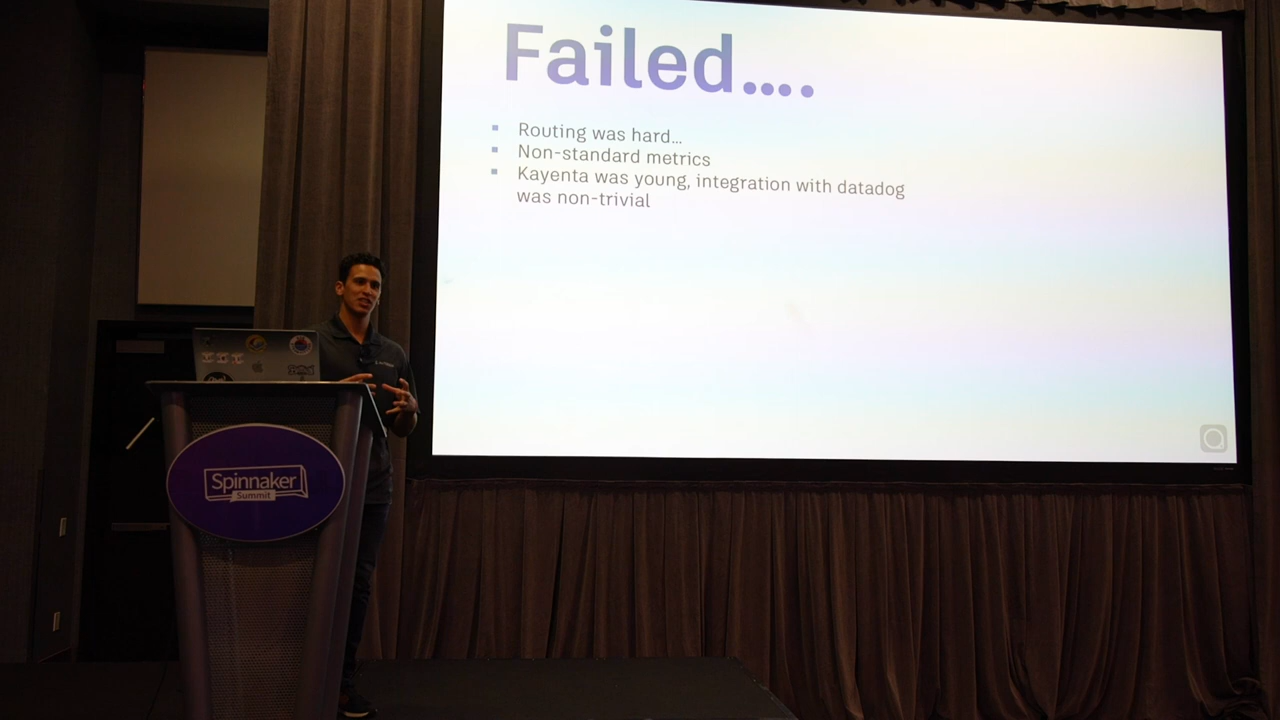 Failed....
Routing was hard...
Non-standard metrics
Kayenta was young, integration with datadog
was non-trivial
Spinnaker
Summit